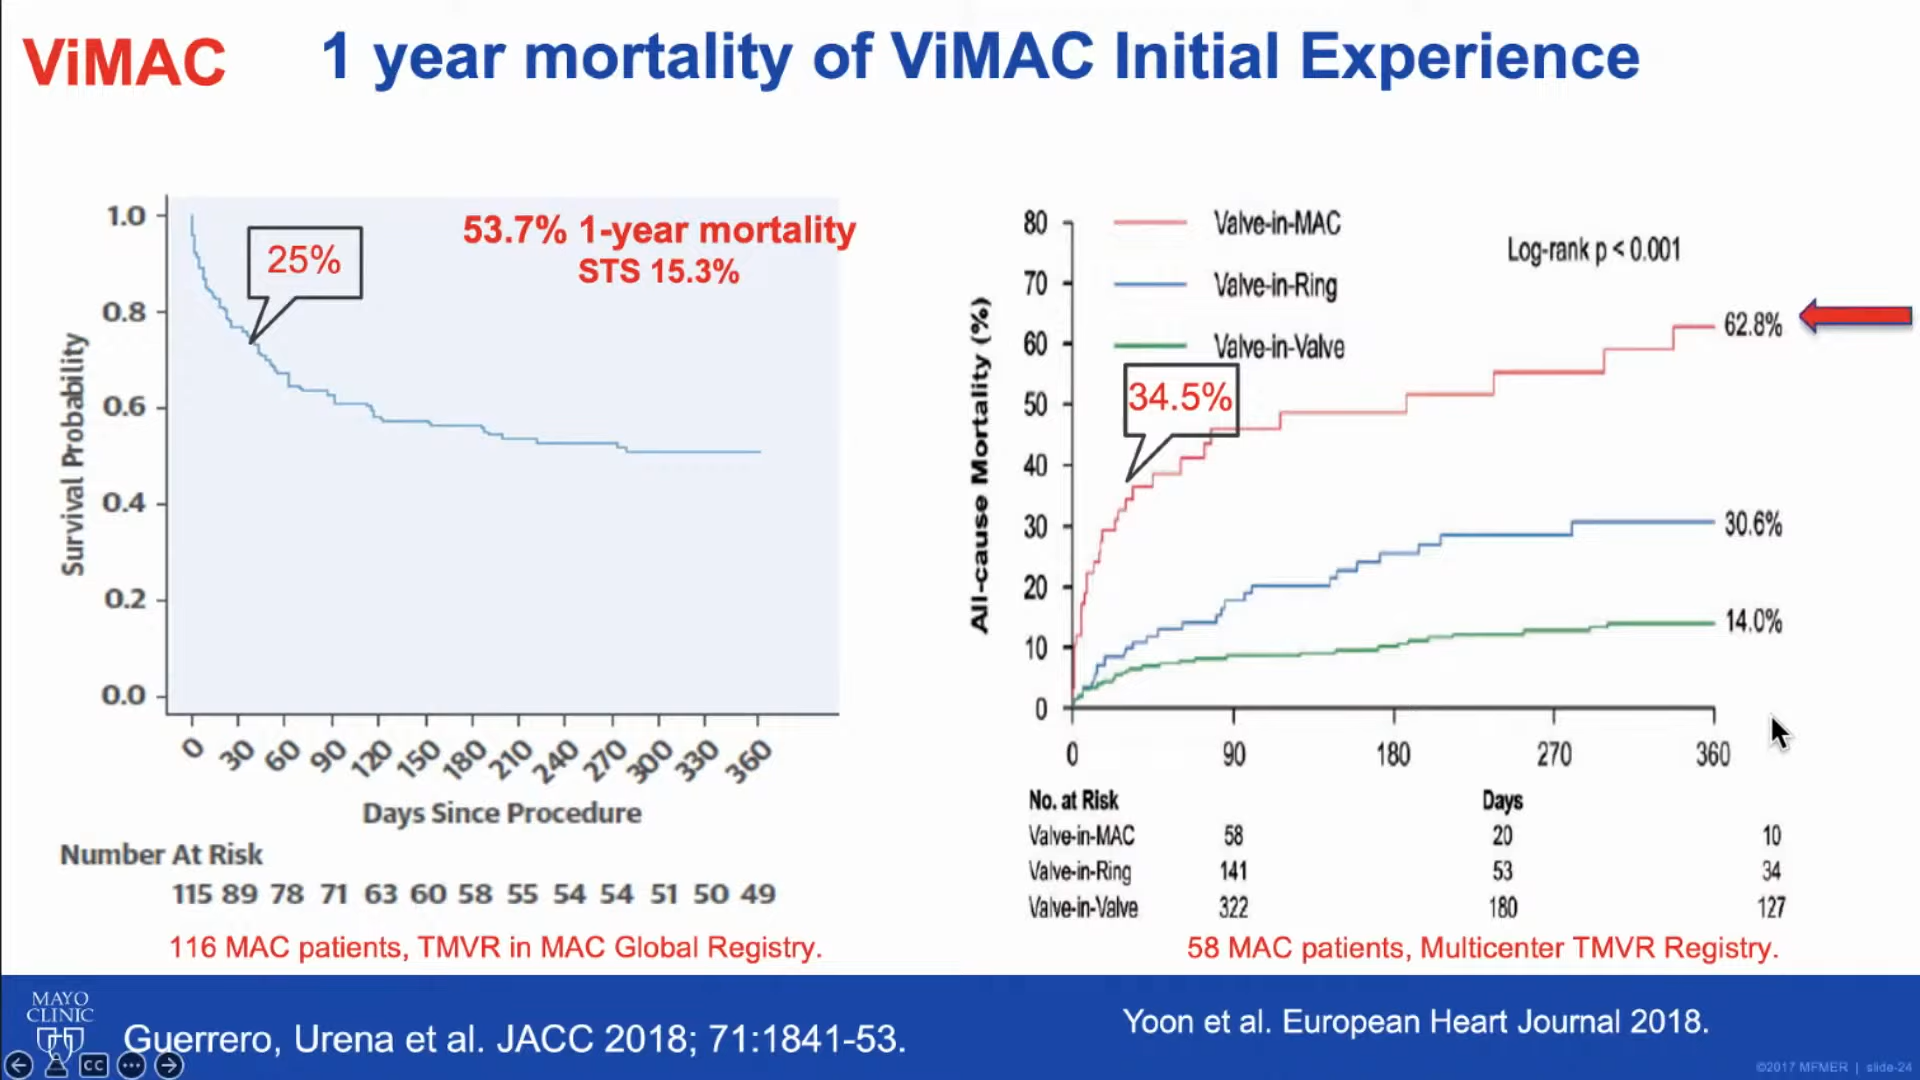 ViMAC
1 year mortality of ViMAC Initial Experience
1.0
0.8
0.6
0.4
0.2
0.0
Survival Probability
25%
53.7% 1-year mortality
STS 15.3%
0 30 60 90 120 150 180 210 240 270 300 330 360
Days Since Procedure
Number At Risk
115 89 78 71 63 60 58 55 54 54 51 50 49
116 MAC patients, TMVR in MAC Global Registry.
80
70
60
50
40
30
20
10
0
All-cause Mortality (%)
Valve-in-MAC
Valve-in-Ring
Valve-in-Valve
Log-rank p < 0.001
34.5%
62.8%
30.6%
14.0%
0 90 180 270 360
No. at Risk Days
Valve-in-MAC 58 20 10
Valve-in-Ring 141 53 34
Valve-in-Valve 322 180 127
58 MAC patients, Multicenter TMVR Registry.
MAYO
CLINIC
Guerrero, Urena et al. JACC 2018; 71:1841-53.
Yoon et al. European Heart Journal 2018.
CC
©2017 MFMER | slide-24